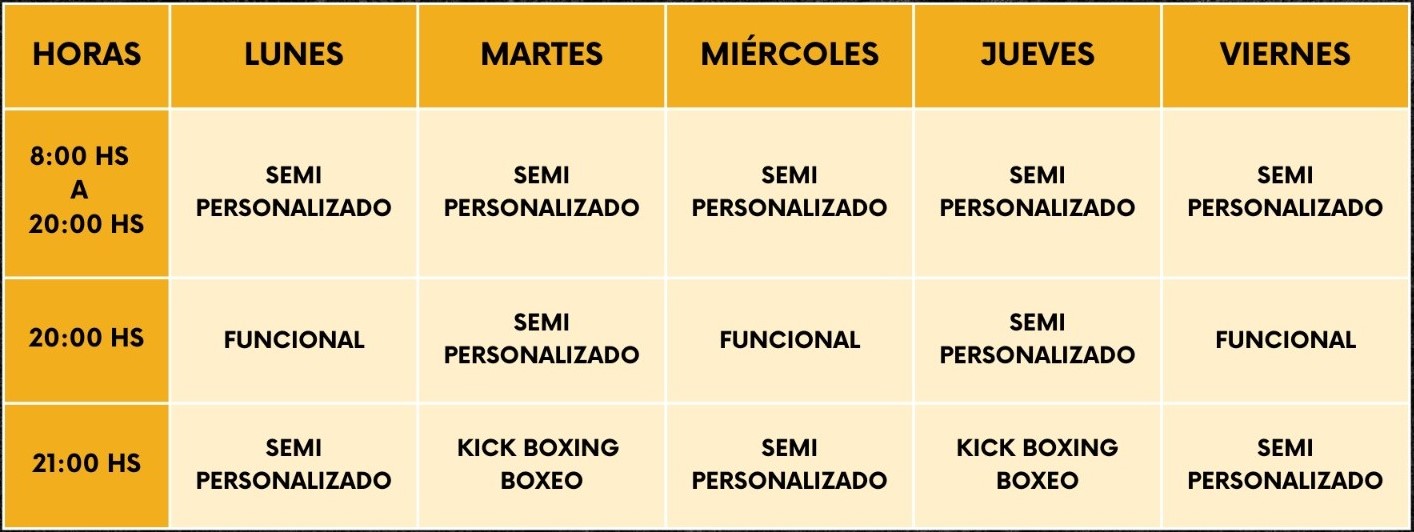 HORAS LUNES MARTES MIÉRCOLES JUEVES VIERNES
8:00 HS
A
20:00 HS
SEMI
PERSONALIZADO
SEMI
PERSONALIZADO
SEMI
PERSONALIZADO
SEMI
PERSONALIZADO
SEMI
PERSONALIZADO
20:00 HS
FUNCIONAL
SEMI
PERSONALIZADO
FUNCIONAL
SEMI
PERSONALIZADO
FUNCIONAL
21:00 HS
SEMI
PERSONALIZADO
KICK BOXING
BOXEO
SEMI
PERSONALIZADO
KICK BOXING
BOXEO
SEMI
PERSONALIZADO